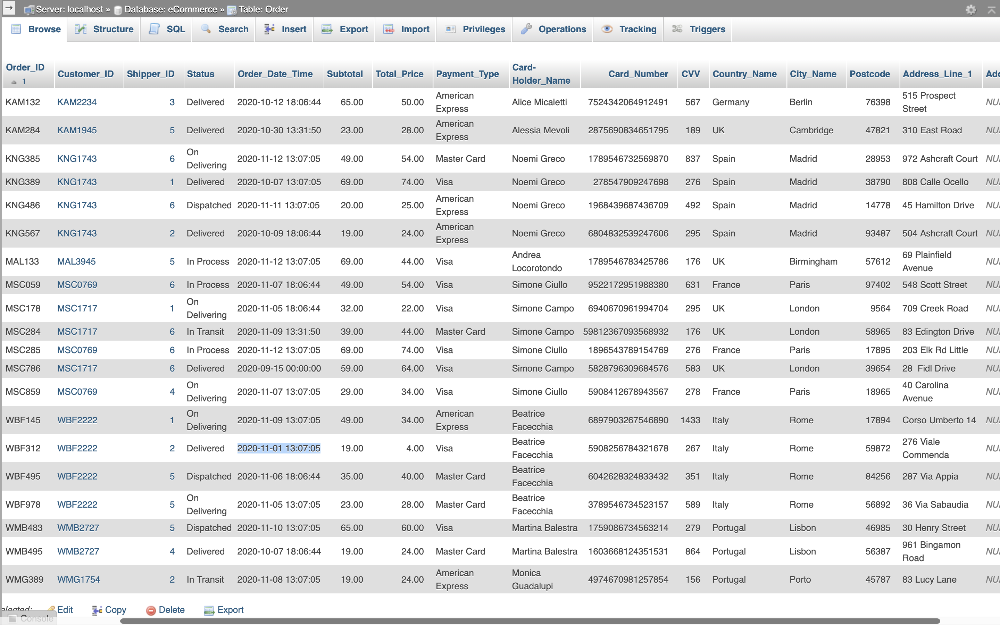 Server: localhost » Database: eCommerce » Table: Order
Browse Structure SQL Search Insert Export Import Privileges Operations Tracking Triggers
Order_ID 1 Customer_ID Shipper_ID Status Order_Date_Time Subtotal Total_Price Payment_Type Card-Holder_Name Card_Number CVV Country_Name City_Name Postcode Address_Line_1
KAM132 KAM2234 3 Delivered 2020-10-12 18:06:44 65.00 50.00 American Express Alice Micaletti 7524342064912491 567 Germany Berlin 76398 515 Prospect Street
KAM284 KAM1945 5 Delivered 2020-10-30 13:31:50 23.00 28.00 American Express Alessia Mevoli 2875690834651795 189 UK Cambridge 47821 310 East Road
KNG385 KNG1743 6 On Delivering 2020-11-12 13:07:05 49.00 54.00 Master Card Noemi Greco 1789546732569870 837 Spain Madrid 28953 972 Ashcraft Court
KNG389 KNG1743 1 Delivered 2020-10-07 13:07:05 69.00 74.00 Visa Noemi Greco 278547909247698 276 Spain Madrid 38790 808 Calle Ocello
KNG486 KNG1743 6 Dispatched 2020-11-11 13:07:05 20.00 25.00 American Express Noemi Greco 1968439687436709 492 Spain Madrid 14778 45 Hamilton Drive
KNG567 KNG1743 2 Delivered 2020-10-09 18:06:44 19.00 24.00 American Express Noemi Greco 6804832539247606 295 Spain Madrid 93487 504 Ashcraft Court
MAL133 MAL3945 5 In Process 2020-11-12 13:07:05 69.00 44.00 Visa Andrea Locorotondo 1789546783425786 176 UK Birmingham 57612 69 Plainfield Avenue
MSC059 MSC0769 6 In Process 2020-11-07 18:06:44 49.00 54.00 Visa Simone Ciullo 9522172951988380 631 France Paris 97402 548 Scott Street
MSC178 MSC1717 1 On Delivering 2020-11-05 18:06:44 32.00 22.00 Visa Simone Campo 6940670961994704 295 UK London 9564 709 Creek Road
MSC284 MSC1717 6 In Transit 2020-11-09 13:31:50 39.00 44.00 Master Card Simone Campo 59812367093568932 176 UK London 58965 83 Edington Drive
MSC285 MSC0769 6 In Process 2020-11-12 13:07:05 69.00 74.00 Visa Simone Ciullo 1896543789154769 276 France Paris 17895 203 Elk Rd Little
MSC786 MSC1717 6 Delivered 2020-09-15 00:00:00 59.00 64.00 Visa Simone Campo 5828796309684576 583 UK London 39654 28  Fidl Drive
MSC859 MSC0769 4 On Delivering 2020-11-07 13:07:05 29.00 34.00 Visa Simone Ciullo 5908412678943567 278 France Paris 18965 40 Carolina Avenue
WBF145 WBF2222 1 On Delivering 2020-11-09 13:07:05 49.00 34.00 American Express Beatrice Facecchia 6897903267546890 1433 Italy Rome 17894 Corso Umberto 14
WBF312 WBF2222 2 Delivered 2020-11-01 13:07:05 19.00 4.00 Visa Beatrice Facecchia 5908256784321678 267 Italy Rome 59872 276 Viale Commenda
WBF495 WBF2222 5 Dispatched 2020-11-06 18:06:44 35.00 40.00 Master Card Beatrice Facecchia 6042628324833432 351 Italy Rome 84256 287 Via Appia
WBF978 WBF2222 5 On Delivering 2020-11-05 13:07:05 23.00 28.00 Master Card Beatrice Facecchia 3789546734523157 589 Italy Rome 56892 36 Via Sabaudia
WMB483 WMB2727 5 Dispatched 2020-11-10 13:07:05 65.00 60.00 Visa Martina Balestra 1759086734563214 279 Portugal Lisbon 46985 30 Henry Street
WMB495 WMB2727 4 Delivered 2020-10-07 18:06:44 19.00 24.00 Master Card Martina Balestra 1603668124351531 864 Portugal Lisbon 56387 961 Bingamon Road
WMG389 WMG1754 2 In Transit 2020-11-08 13:07:05 19.00 24.00 American Express Monica Guadalupi 4974670981257854 156 Portugal Porto 45787 83 Lucy Lane
Edit Copy Delete Export
Console